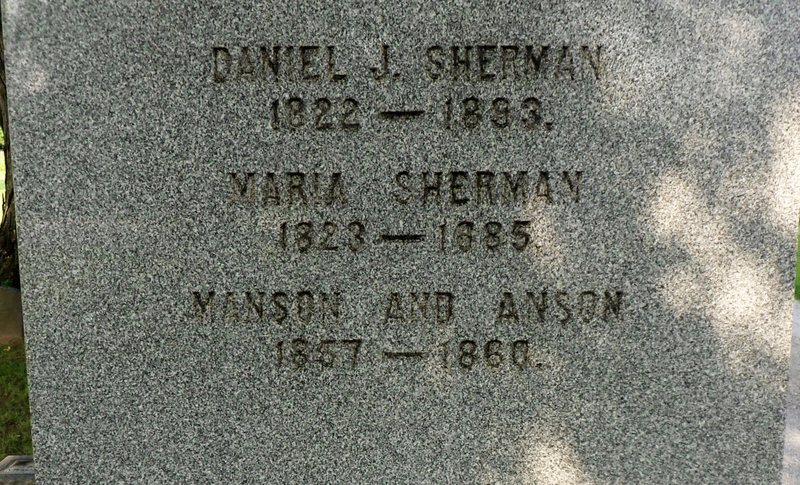 DANIEL J. SHERMAN
1822 — 1893.
MARIA SHERMAN
1823 — 1885.
MANSON AND ANSON
1857 — 1860.